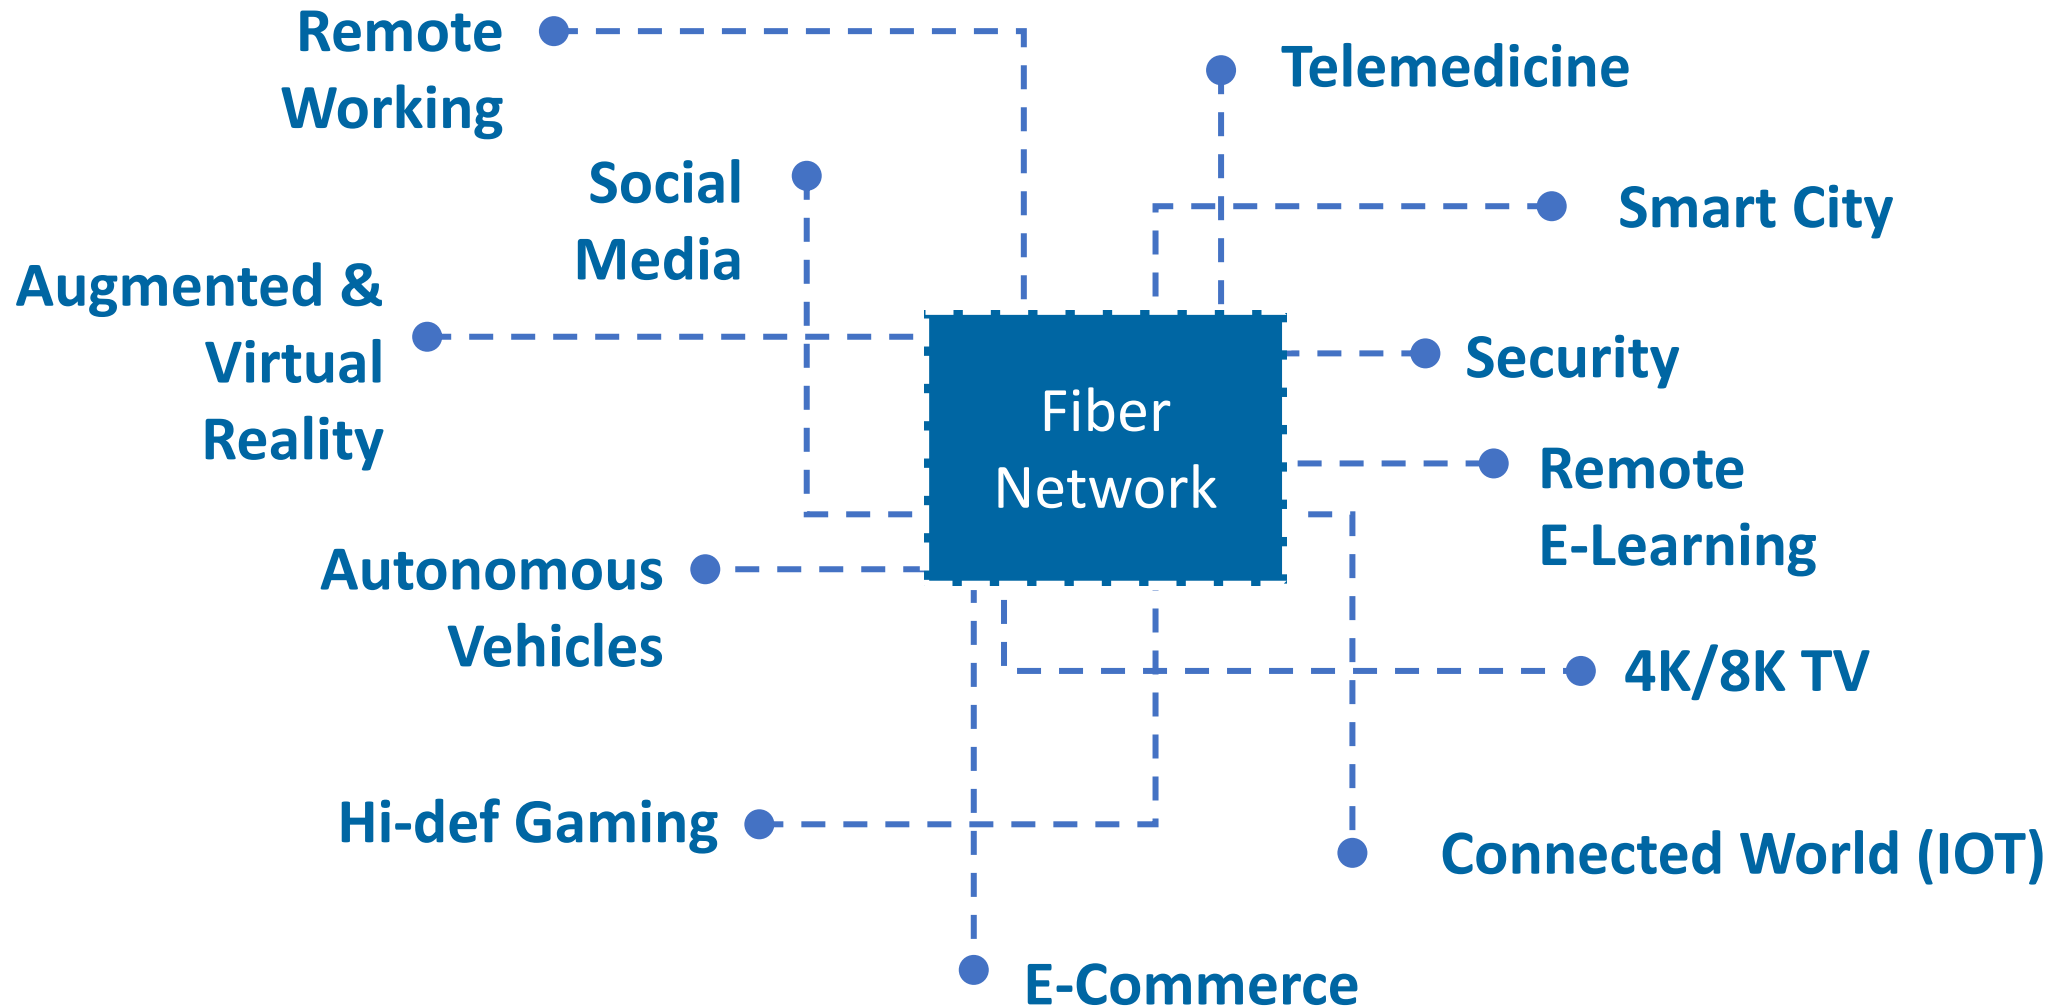 Remote
Working
Telemedicine
Social
Media
Smart City
Augmented &
Virtual
Reality
Security
Fiber
Network
Remote
E-Learning
Autonomous
Vehicles
4K/8K TV
Hi-def Gaming
Connected World (IOT)
E-Commerce